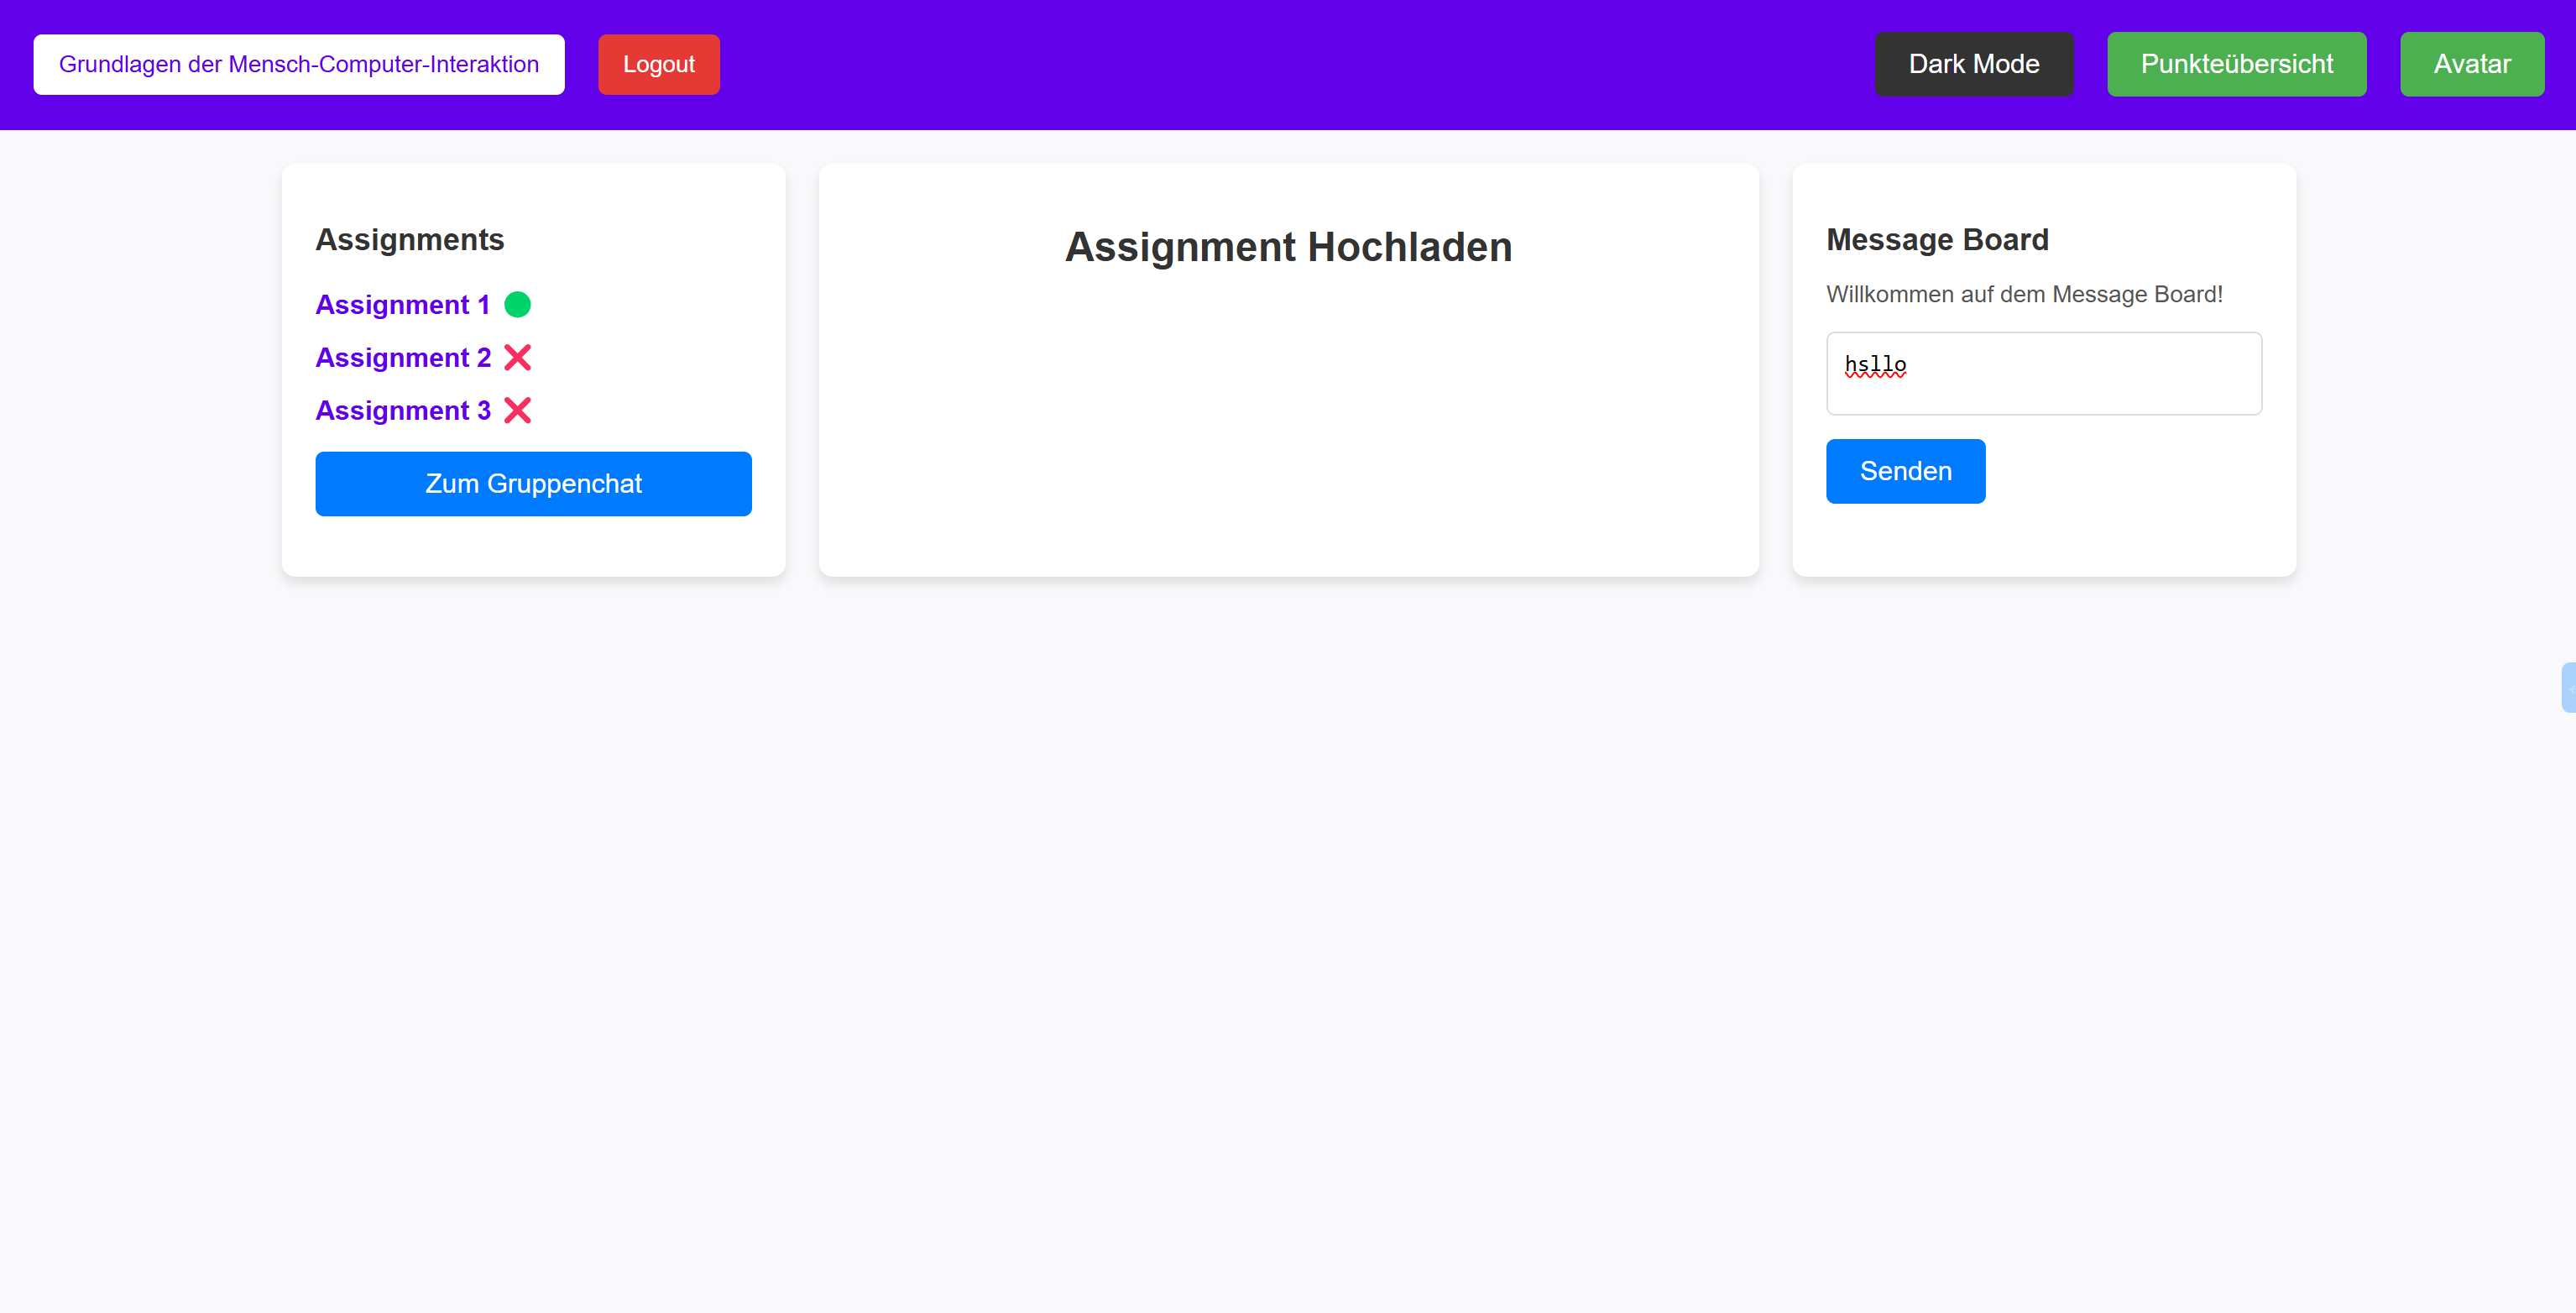 Grundlagen der Mensch-Computer-Interaktion
Logout
Dark Mode
Punkteübersicht
Avatar
Assignments
Assignment 1
Assignment 2
Assignment 3
Zum Gruppenchat
Assignment Hochladen
Message Board
Willkommen auf dem Message Board!
hsllo
Senden